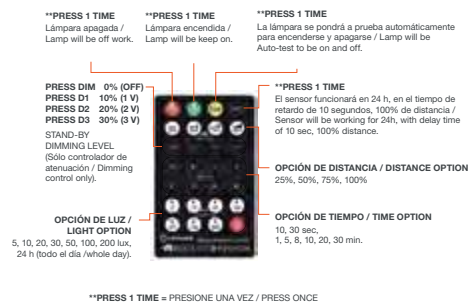 **PRESS 1 TIME
Lámpara apagada /
Lamp will be off work.
**PRESS 1 TIME
Lámpara encendida /
Lamp will be keep on.
**PRESS 1 TIME
La lámpara se pondrá a prueba automáticamente
para encenderse y apagarse / Lamp will be
Auto-test to be on and off.
PRESS DIM 0% (OFF)
PRESS D1 10% (1 V)
PRESS D2 20% (2 V)
PRESS D3 30% (3 V)
STAND-BY
DIMMING LEVEL
(Sólo controlador de
atenuación / Dimming
control only).
**PRESS 1 TIME
El sensor funcionará en 24 h, en el tiempo de
retardo de 10 segundos, 100% de distancia /
Sensor will be working for 24h, with delay time
of 10 sec, 100% distance.
OPCIÓN DE DISTANCIA / DISTANCE OPTION
25%, 50%, 75%, 100%
OPCIÓN DE LUZ /
LIGHT OPTION
5, 10, 20, 30, 50, 100, 200 lux,
24 h (todo el día /whole day).
OPCIÓN DE TIEMPO / TIME OPTION
10, 30 sec,
1, 5, 8, 10, 20, 30 min.
**PRESS 1 TIME = PRESIONE UNA VEZ / PRESS ONCE